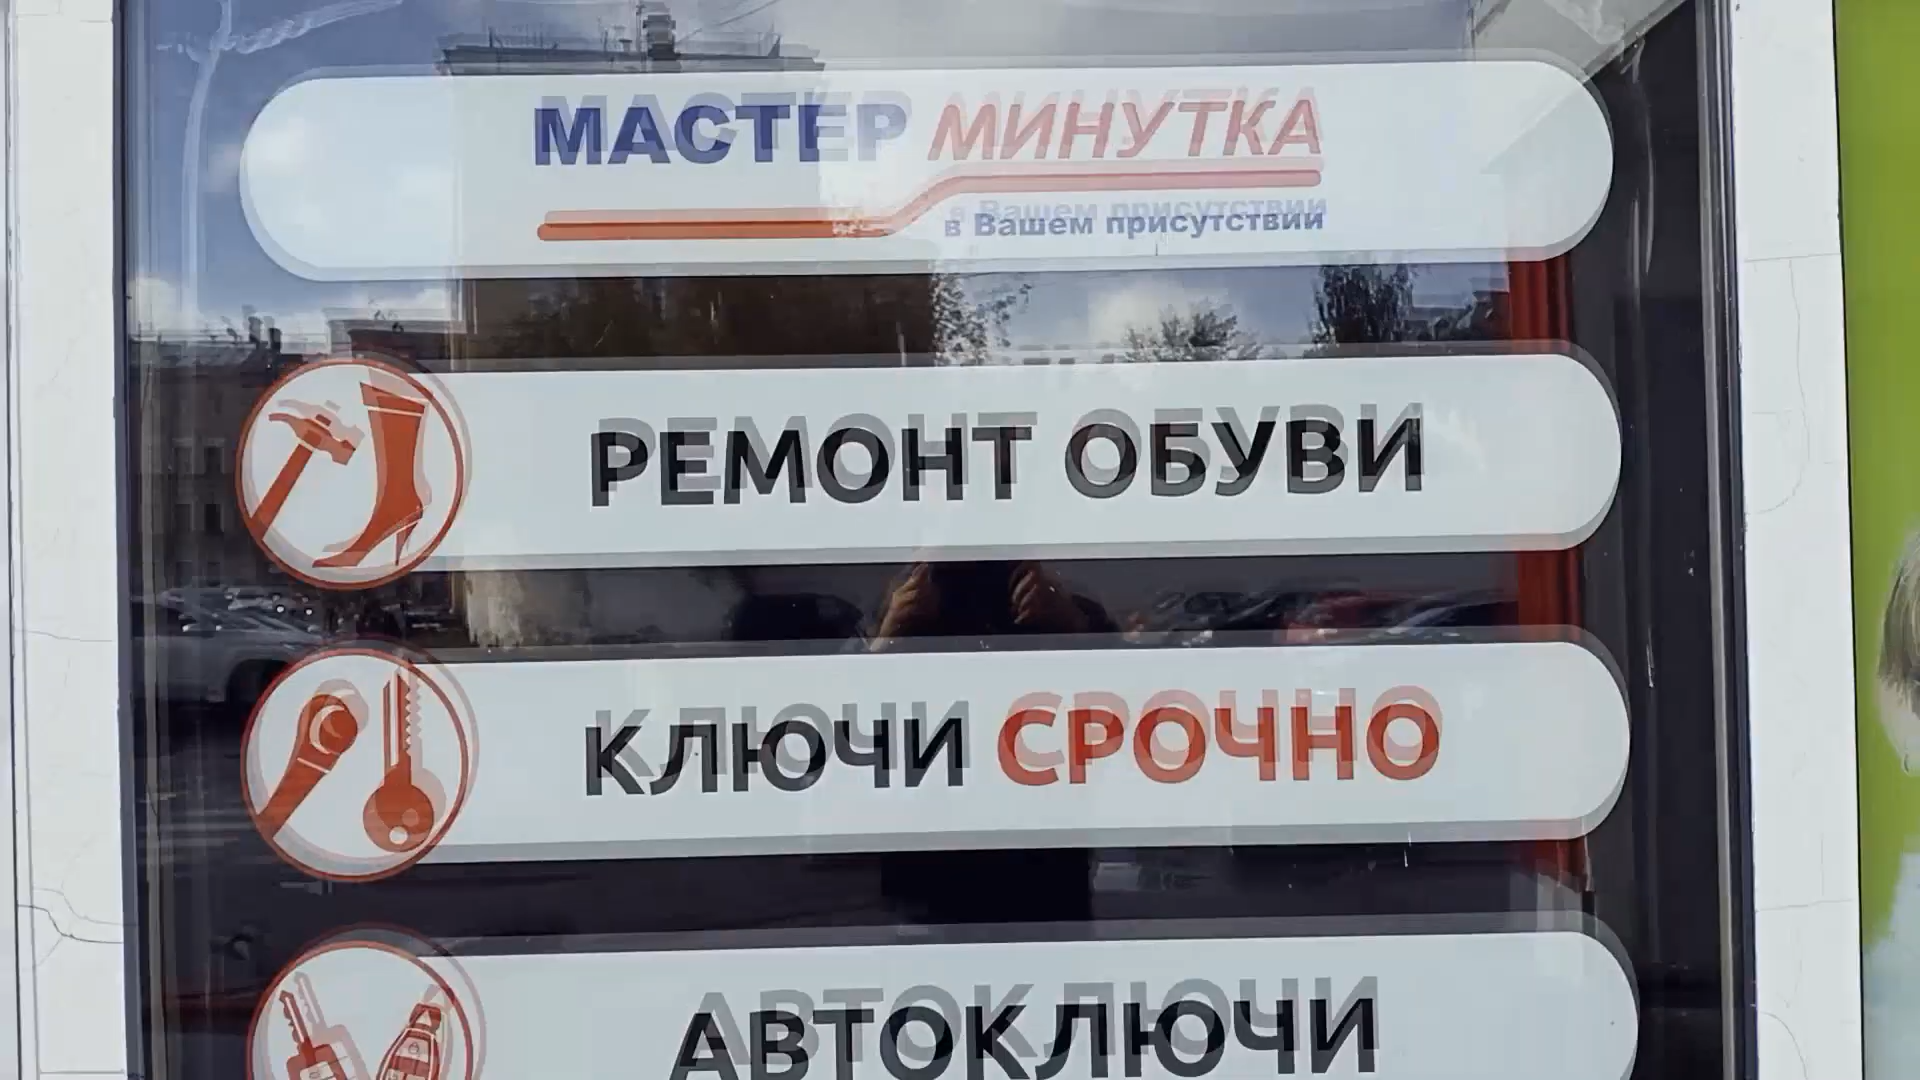 МАСТЕР МИНУТКА
в Вашем присутствии
РЕМОНТ ОБУВИ
КЛЮЧИ СРОЧНО
АВТОКЛЮЧИ